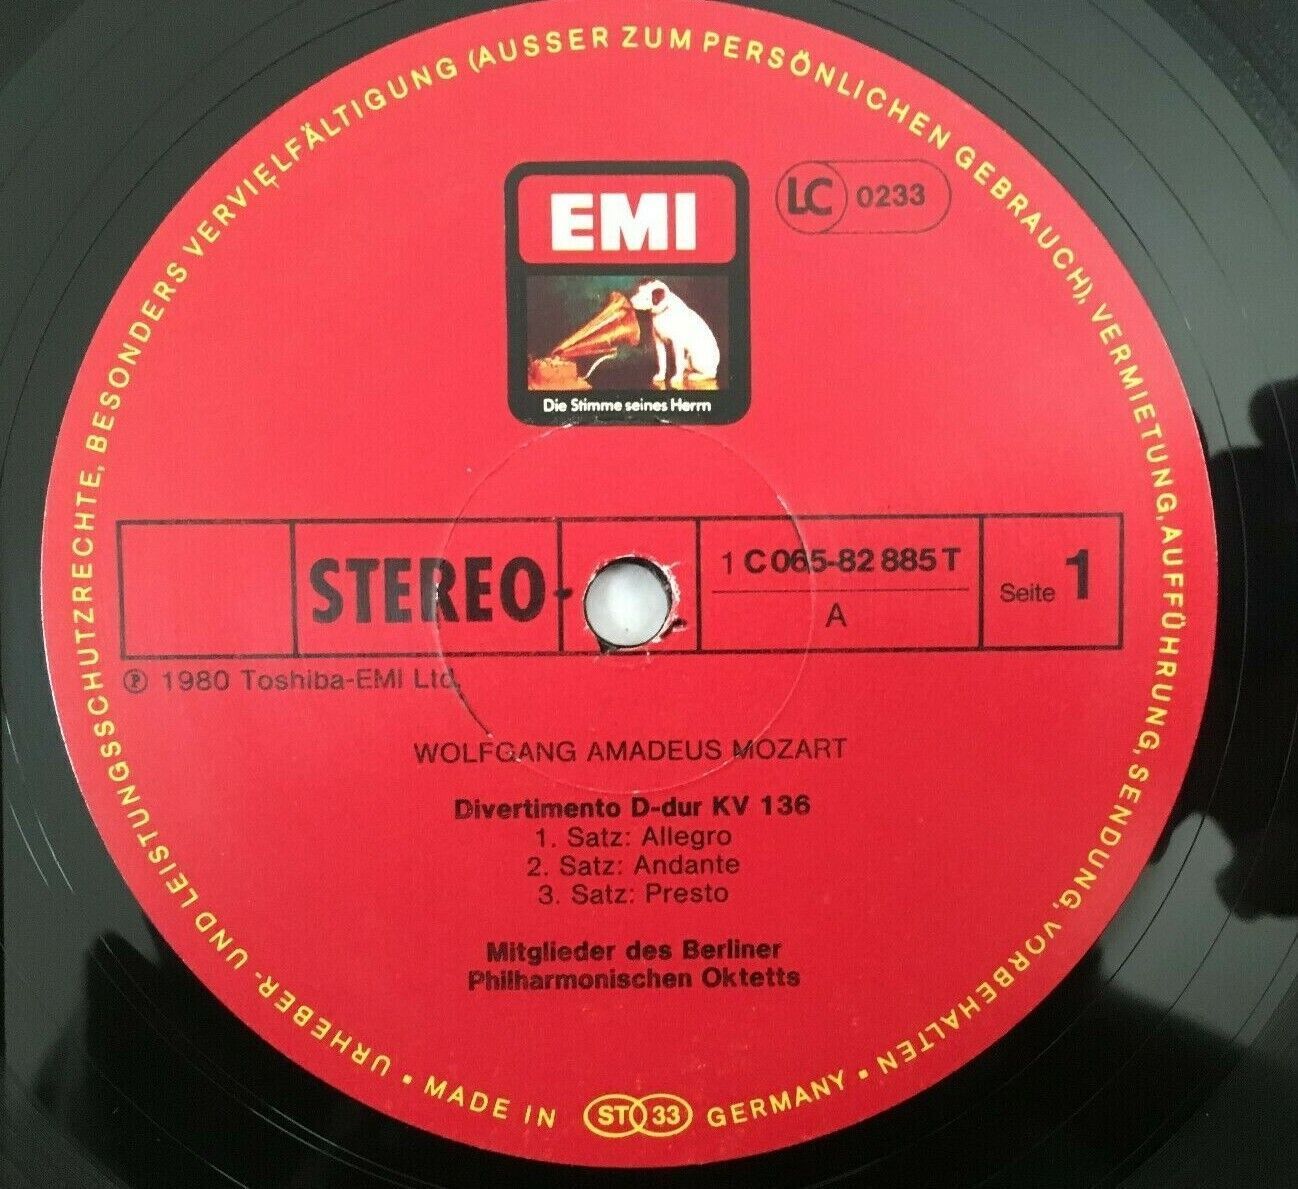 URHEBER- UND LEISTUNGSSCHUTZRECHTE, BESONDERS VERVIELFÄLTIGUNG (AUSSER ZUM PERSÖNLICHEN GEBRAUCH), VERMIETUNG, AUFFÜHRUNG, SENDUNG, VORBEHALTEN ▪
EMI
LC 0233
Die Stimme seines Herrn
STEREO
1 C 065-82 885 T
A
Seite 1
℗ 1980 Toshiba-EMI Ltd.
WOLFGANG AMADEUS MOZART
Divertimento D-dur KV 136
1. Satz: Allegro
2. Satz: Andante
3. Satz: Presto
Mitglieder des Berliner
Philharmonischen Oktetts
▪ MADE IN ST 33 GERMANY